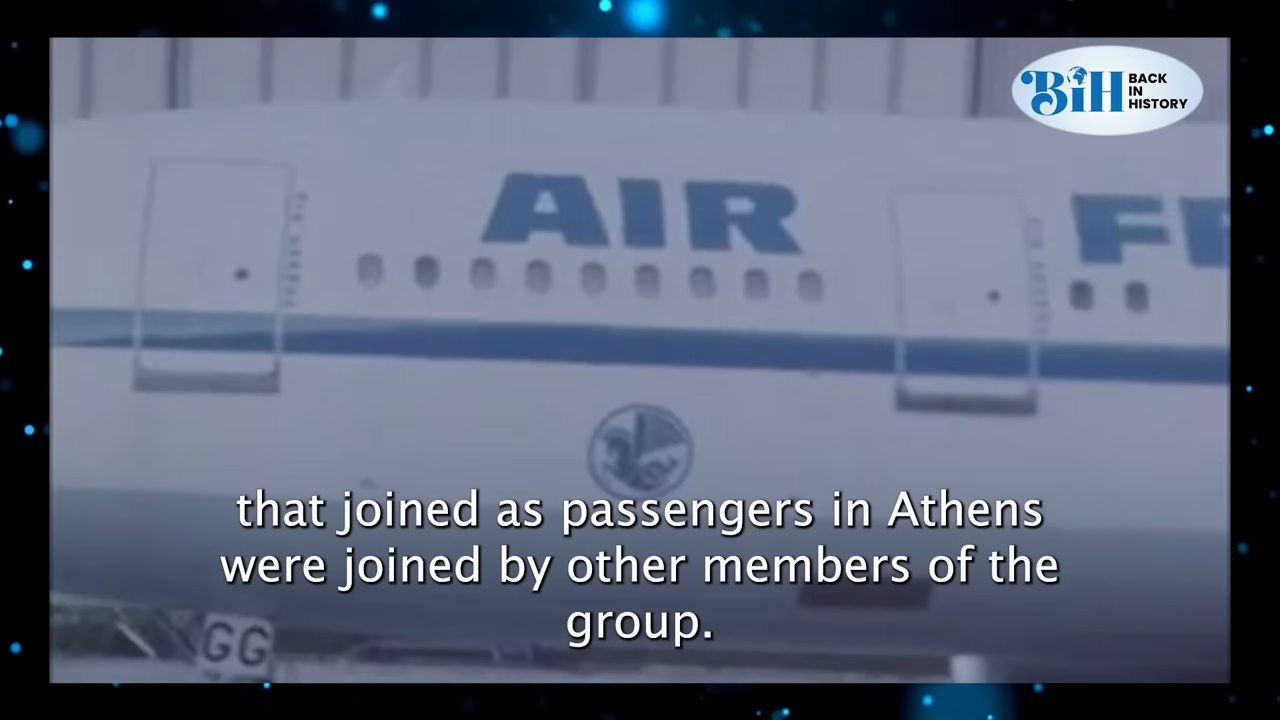 BiH BACK
IN
HISTORY
AIR
that joined as passengers in Athens
were joined by other members of the
group.
GG